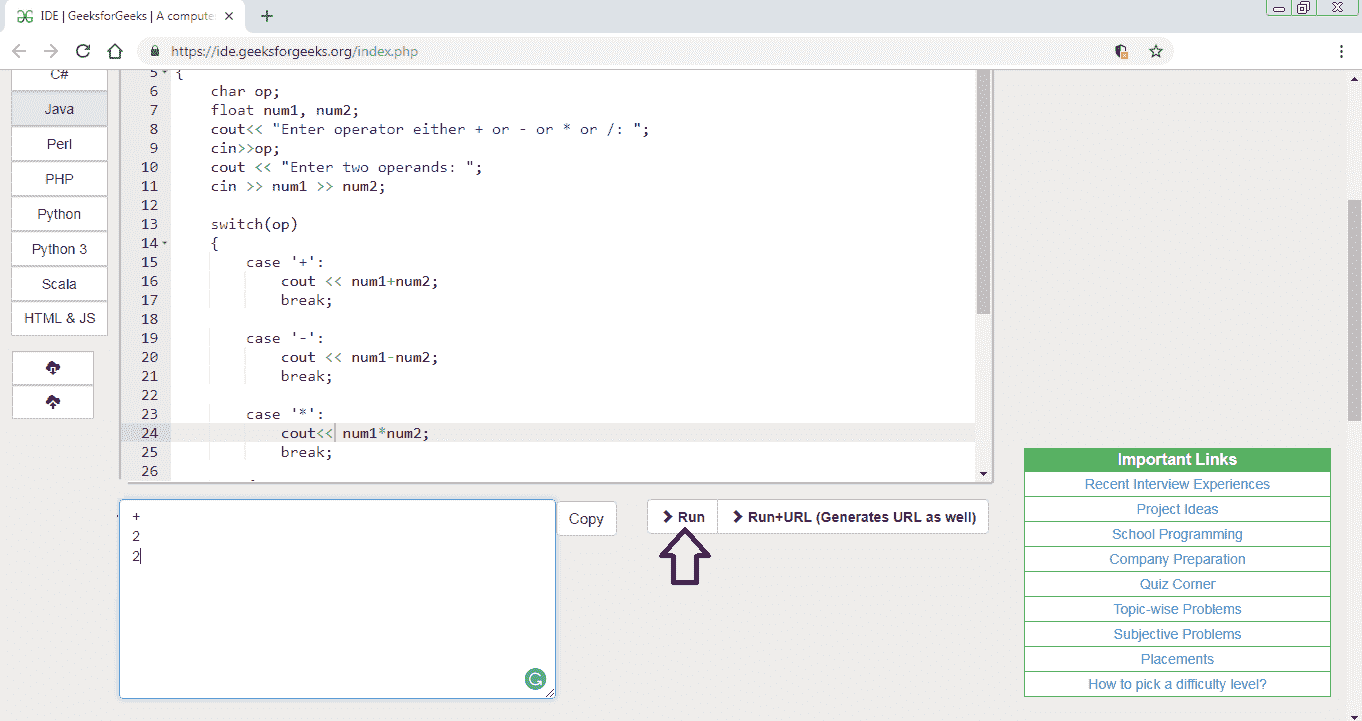 IDE | GeeksforGeeks | A compute
https://ide.geeksforgeeks.org/index.php
C#
Java
Perl
PHP
Python
Python 3
Scala
HTML & JS
5 {
6 char op;
7 float num1, num2;
8 cout<< "Enter operator either + or - or * or /: ";
9 cin>>op;
10 cout << "Enter two operands: ";
11 cin >> num1 >> num2;
12
13 switch(op)
14 {
15 case '+':
16 cout << num1+num2;
17 break;
18
19 case '-':
20 cout << num1-num2;
21 break;
22
23 case '*':
24 cout<< num1*num2;
25 break;
26
+
2
2
Copy
Run
Run+URL (Generates URL as well)
Important Links
Recent Interview Experiences
Project Ideas
School Programming
Company Preparation
Quiz Corner
Topic-wise Problems
Subjective Problems
Placements
How to pick a difficulty level?